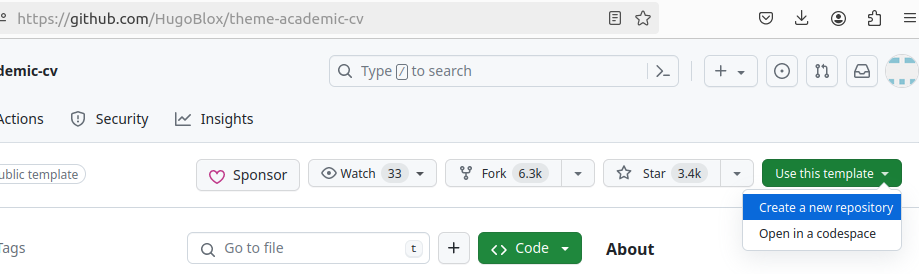 https://github.com/HugoBlox/theme-academic-cv
demic-cv
Type / to search
Actions Security Insights
ublic template Sponsor Watch 33 Fork 6.3k Star 3.4k Use this template
Create a new repository
Tags Go to file t + Code About
Open in a codespace